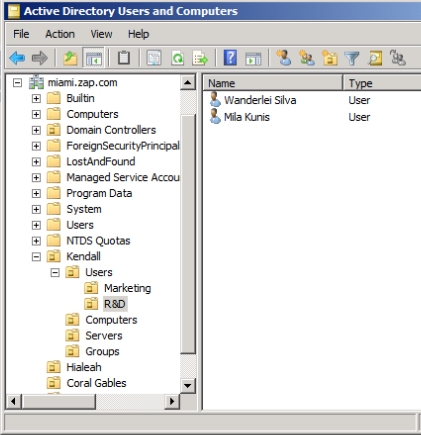 Active Directory Users and Computers
File Action View Help
miami.zap.com
Builtin
Computers
Domain Controllers
ForeignSecurityPrincipal
LostAndFound
Managed Service Accou
Program Data
System
Users
NTDS Quotas
Kendall
Users
Marketing
R&D
Computers
Servers
Groups
Hialeah
Coral Gables
Name Type
Wanderlei Silva User
Mila Kunis User